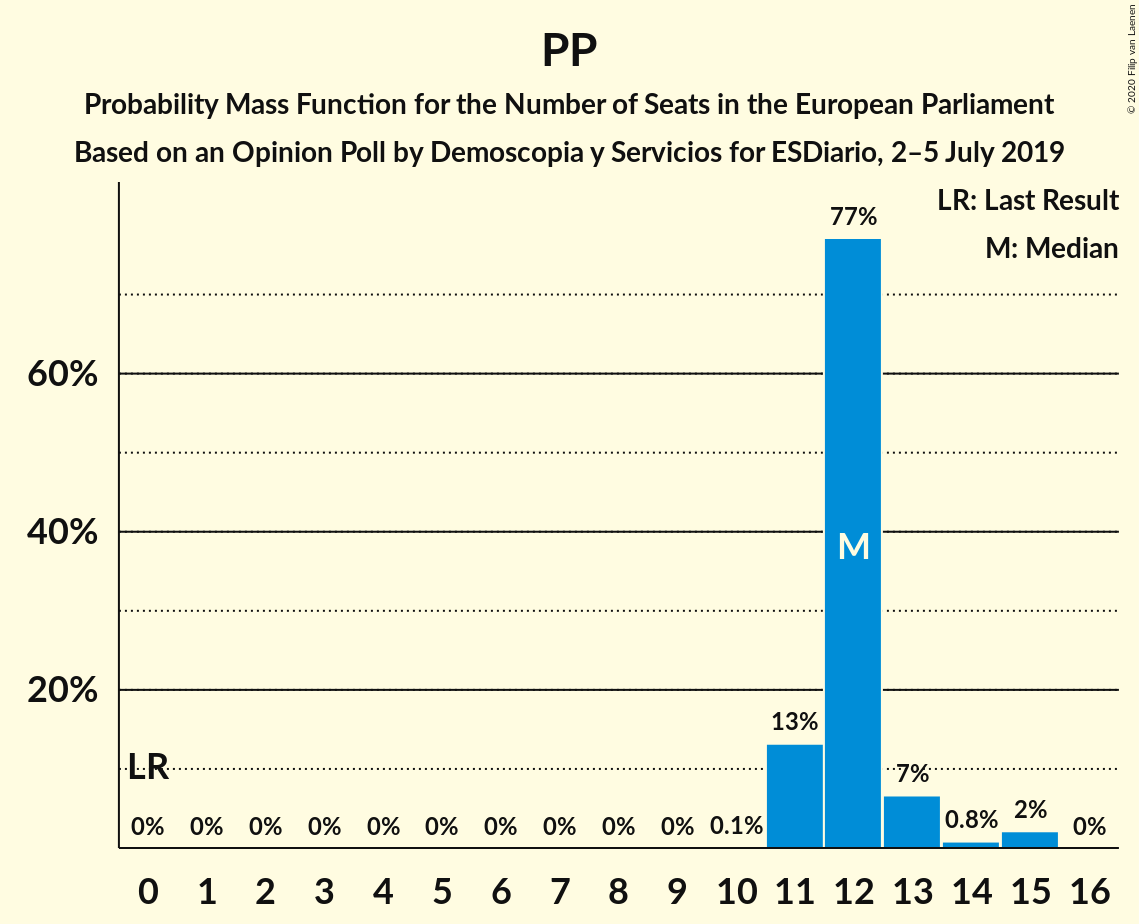 PP
Probability Mass Function for the Number of Seats in the European Parliament
Based on an Opinion Poll by Demoscopia y Servicios for ESDiario, 2–5 July 2019
© 2020 Filip van Laenen
LR: Last Result
M: Median
77%
60%
40%
M
20%
13%
LR
7%
0% 0% 0% 0% 0% 0% 0% 0% 0% 0% 0.1% 0.8% 2% 0%
0 1 2 3 4 5 6 7 8 9 10 11 12 13 14 15 16